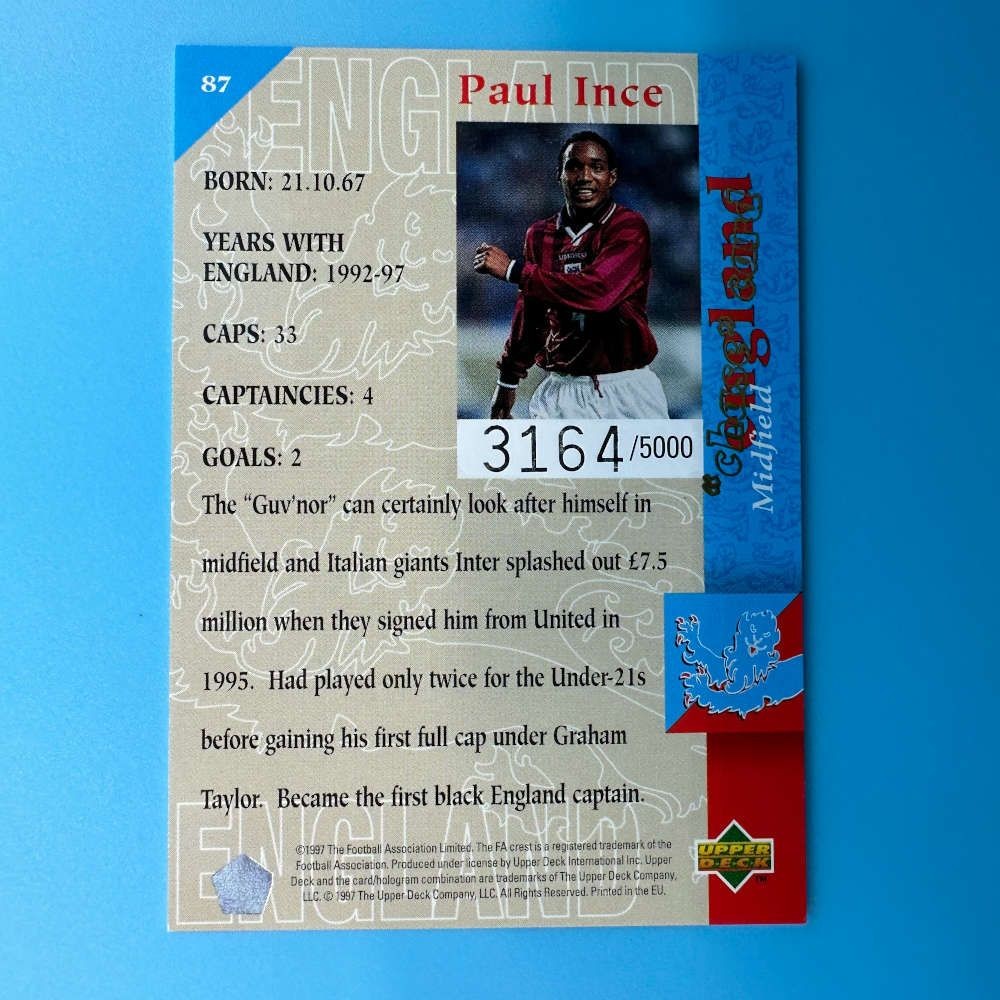 87
ENGLAND
Paul Ince
BORN: 21.10.67
YEARS WITH
ENGLAND: 1992-97
CAPS: 33
CAPTAINCIES: 4
GOALS: 2
UMBRO
3164/5000
England
Midfield
The “Guv’nor” can certainly look after himself in
midfield and Italian giants Inter splashed out £7.5
million when they signed him from United in
1995. Had played only twice for the Under-21s
before gaining his first full cap under Graham
Taylor. Became the first black England captain.
ENGLAND
©1997 The Football Association Limited. The FA crest is a registered trademark of the
Football Association. Produced under license by Upper Deck International Inc. Upper
Deck and the card/hologram combination are trademarks of The Upper Deck Company,
LLC. © 1997 The Upper Deck Company, LLC. All Rights Reserved. Printed in the EU.
UPPER
DECK
TM